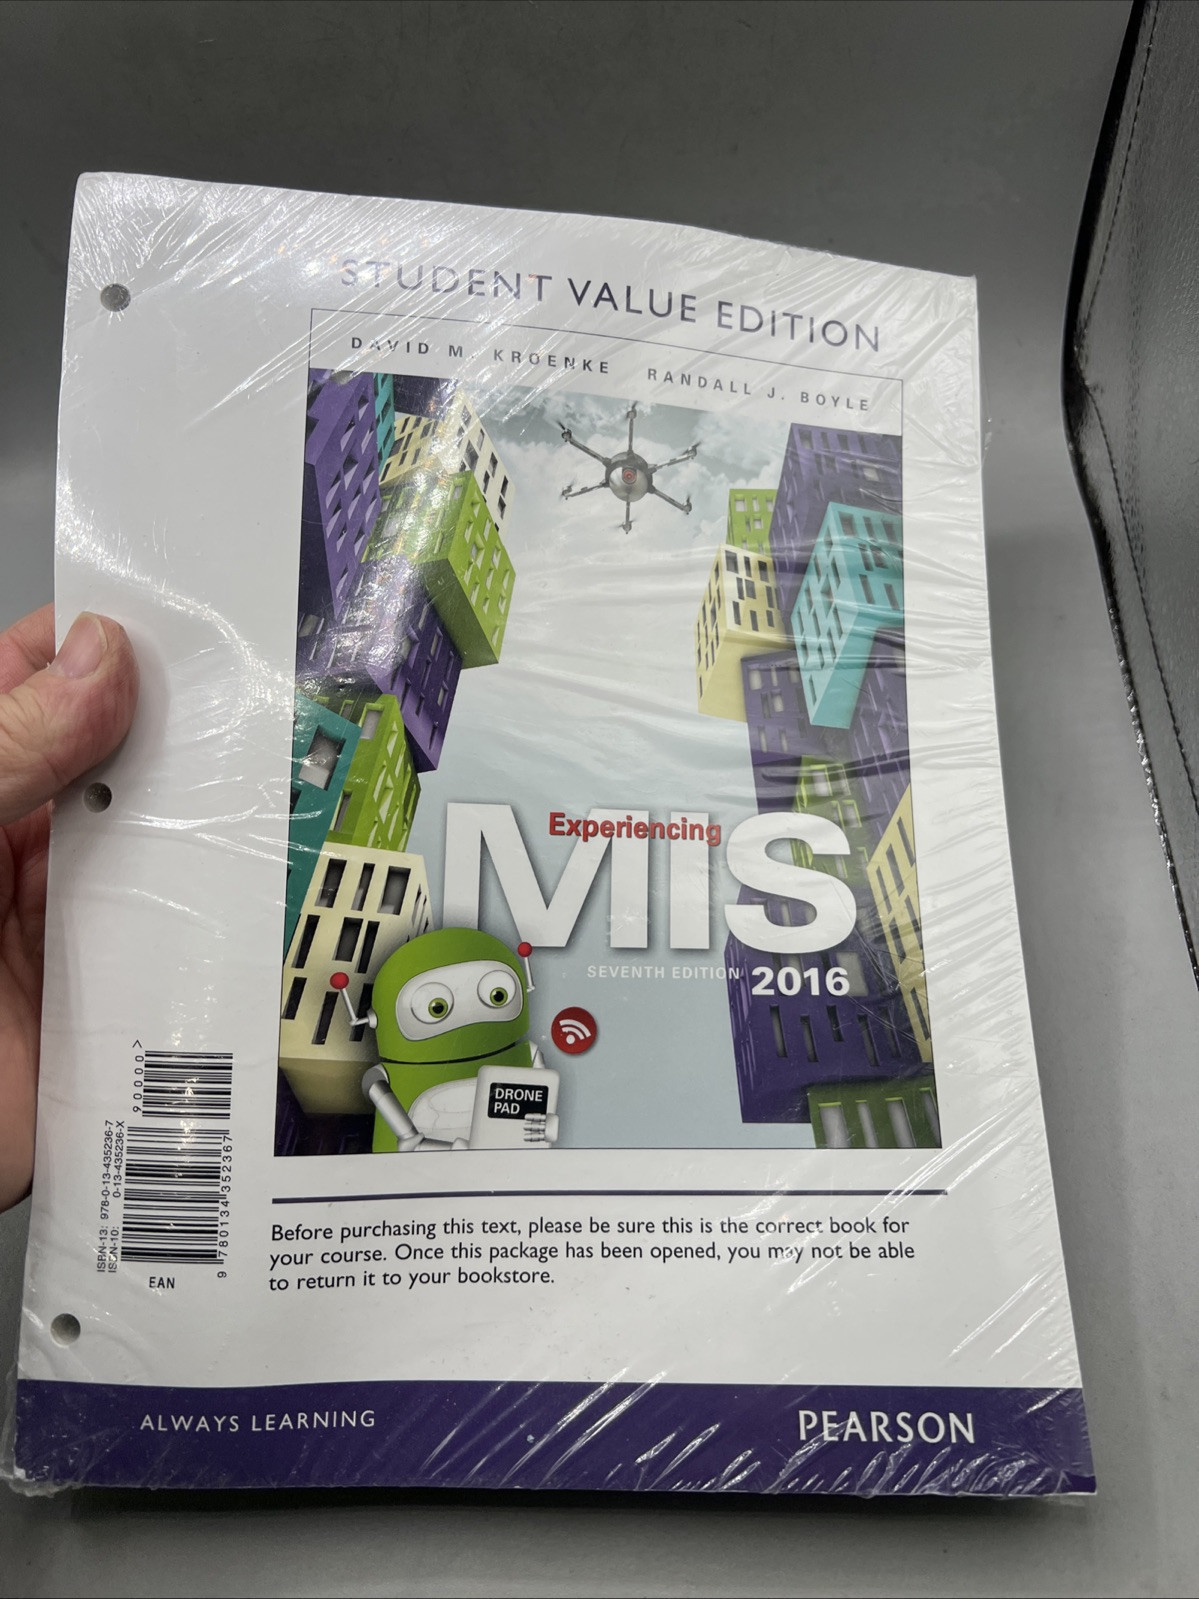 STUDENT VALUE EDITION
DAVID M. KROENKE RANDALL J. BOYLE
Experiencing
MIS
SEVENTH EDITION 2016
DRONE
PAD
ISBN-13: 978-0-13-435236-7
ISBN-10: 0-13-435236-X
90000>
9 780134 352367
EAN
Before purchasing this text, please be sure this is the correct book for
your course. Once this package has been opened, you may not be able
to return it to your bookstore.
ALWAYS LEARNING
PEARSON